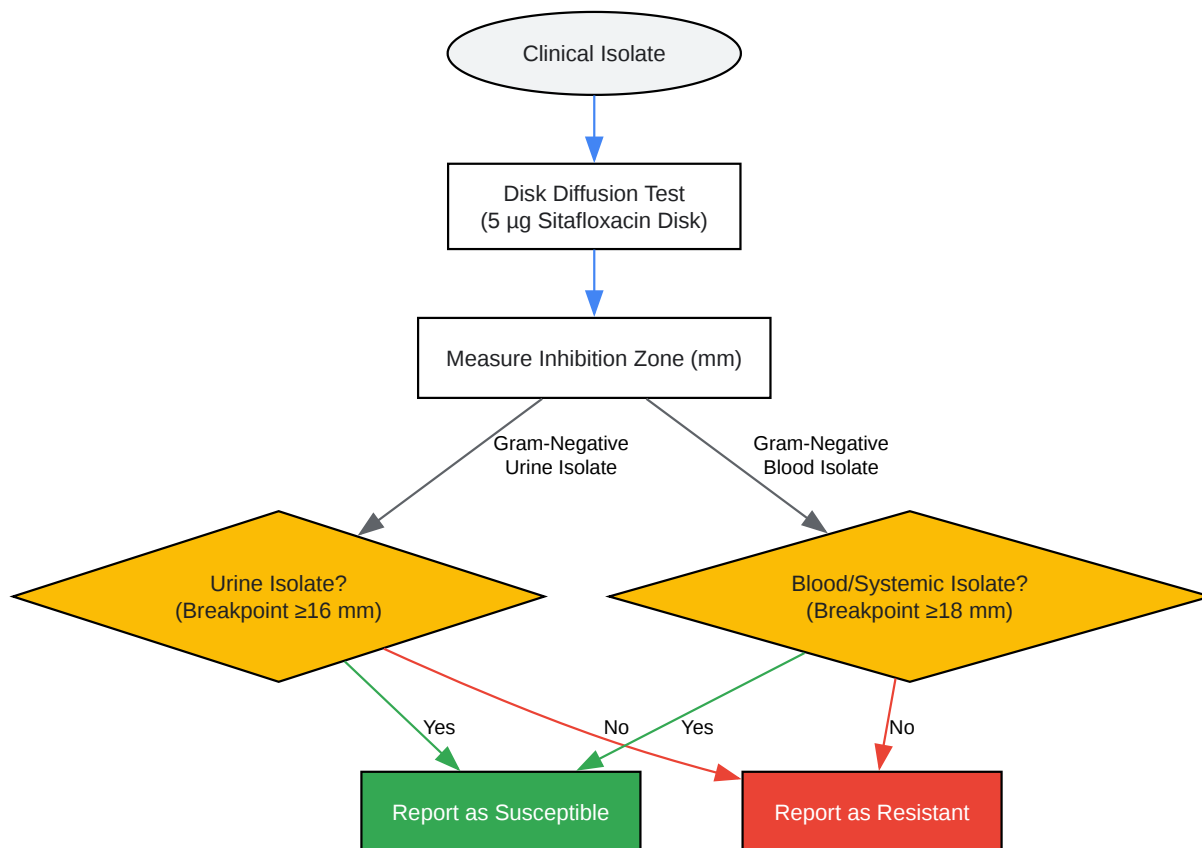 Clinical Isolate
Disk Diffusion Test
(5 µg Sitafloxacin Disk)
Measure Inhibition Zone (mm)
Gram-Negative
Urine Isolate
Gram-Negative
Blood Isolate
Urine Isolate?
(Breakpoint ≥16 mm)
Blood/Systemic Isolate?
(Breakpoint ≥18 mm)
Yes
No
Yes
No
Report as Susceptible
Report as Resistant